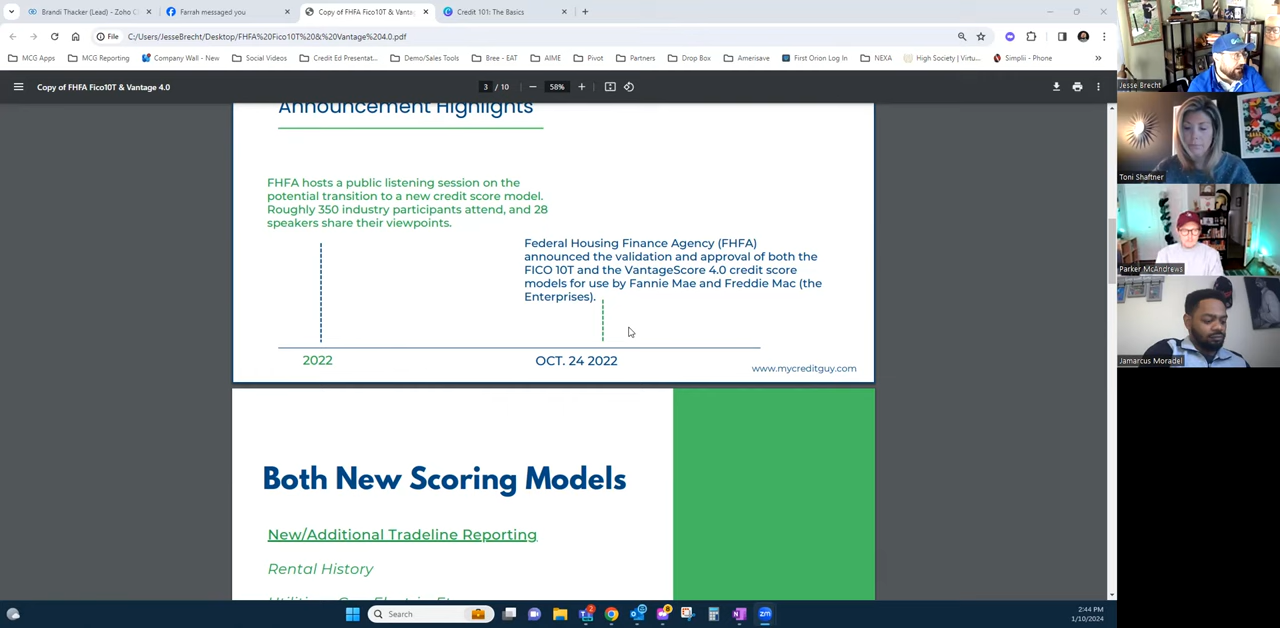 Brandi Thacker (Lead) - Zoho C
Farrah messaged you
Copy of FHFA Fico10T & Vanta
Credit 101: The Basics
File
C:/Users/JesseBrecht/Desktop/FHFA%20Fico10T%20&%20Vantage%204.0.pdf
MCG Apps
MCG Reporting
Company Wall - New
Social Videos
Credit Ed Presentat...
Demo/Sales Tools
Bree - EAT
AIME
Pivot
Partners
Drop Box
Amerisave
First Orion Log In
NEXA
High Society | Virtu...
Simplii - Phone
Copy of FHFA Fico10T & Vantage 4.0
3 / 10
58%
Announcement Highlights
FHFA hosts a public listening session on the
potential transition to a new credit score model.
Roughly 350 industry participants attend, and 28
speakers share their viewpoints.
Federal Housing Finance Agency (FHFA)
announced the validation and approval of both the
FICO 10T and the VantageScore 4.0 credit score
models for use by Fannie Mae and Freddie Mac (the
Enterprises).
2022
OCT. 24 2022
www.mycreditguy.com
Both New Scoring Models
New/Additional Tradeline Reporting
Rental History
Jesse Brecht
Toni Shaftner
Parker McAndrews
Jamarcus Moradel
Search
2:44 PM
1/10/2024